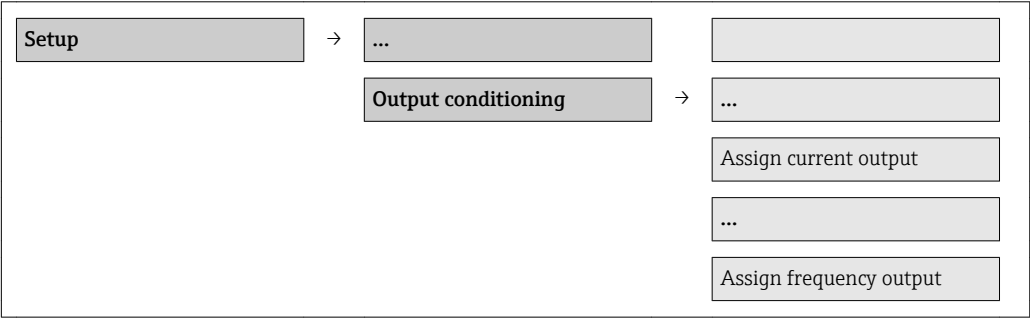 Setup → ...
Output conditioning → ...
Assign current output
...
Assign frequency output